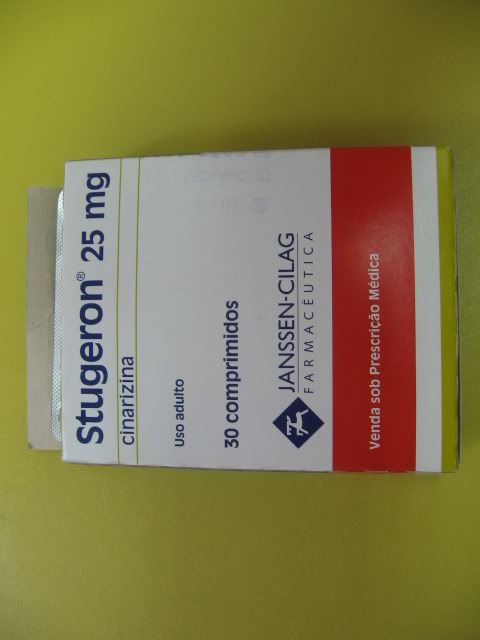 Stugeron® 25 mg
cinarizina
Uso adulto
30 comprimidos
JANSSEN-CILAG
FARMACÊUTICA
Venda sob Prescrição Médica